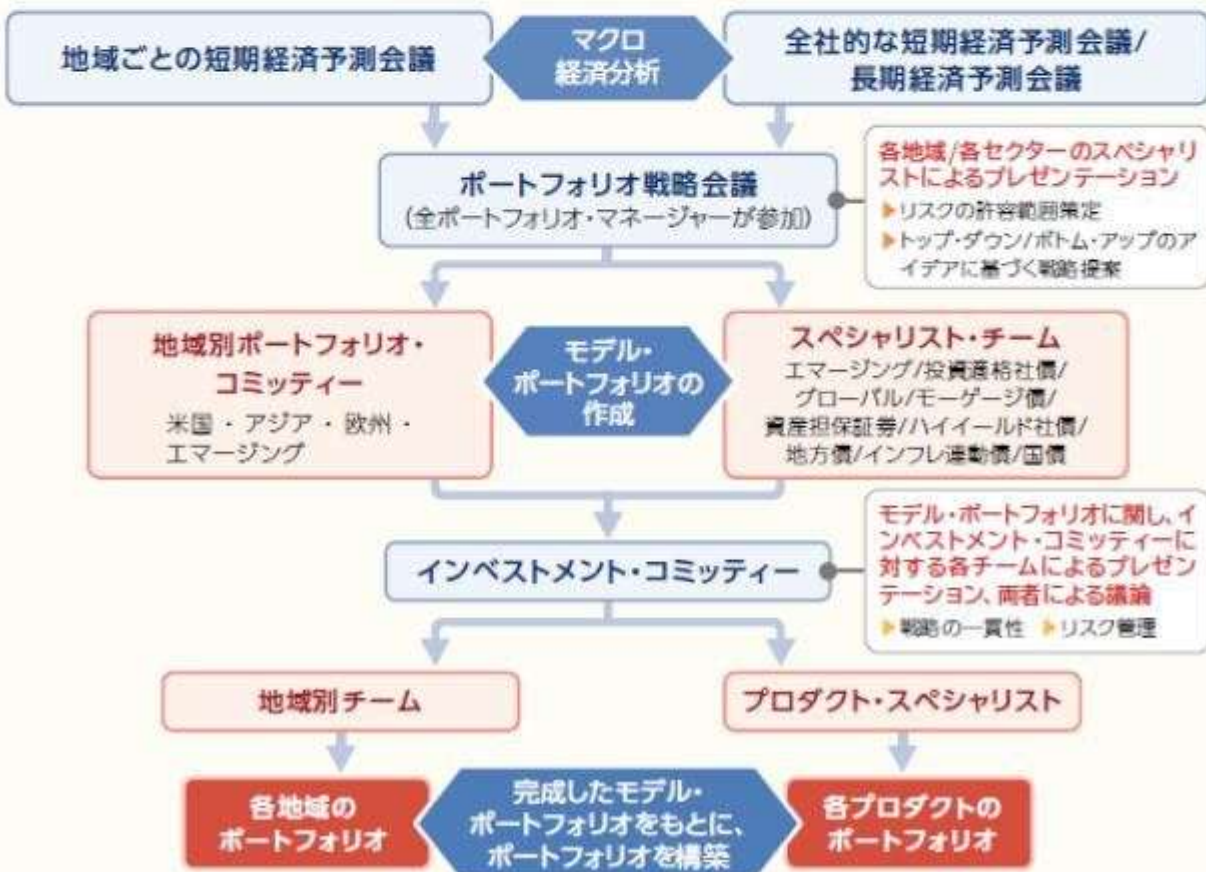 地域ごとの短期経済予測会議
マクロ
経済分析
全社的な短期経済予測会議/
長期経済予測会議
ポートフォリオ戦略会議
(全ポートフォリオ・マネージャーが参加)
各地域/各セクターのスペシャリ
ストによるプレゼンテーション
▶リスクの許容範囲策定
▶トップ・ダウン/ボトム・アップのア
イデアに基づく戦略提案
地域別ポートフォリオ・
コミッティー
米国・アジア・欧州・
エマージング
モデル・
ポートフォリオの
作成
スペシャリスト・チーム
エマージング/投資適格社債/
グローバル/モーゲージ債/
資産担保証券/ハイイールド社債/
地方債/インフレ連動債/国債
インベストメント・コミッティー
モデル・ポートフォリオに関し、イ
ンベストメント・コミッティーに
対する各チームによるプレゼン
テーション、両者による議論
▶戦略の一貫性 ▶リスク管理
地域別チーム
プロダクト・スペシャリスト
各地域の
ポートフォリオ
完成したモデル・
ポートフォリオをもとに、
ポートフォリオを構築
各プロダクトの
ポートフォリオ